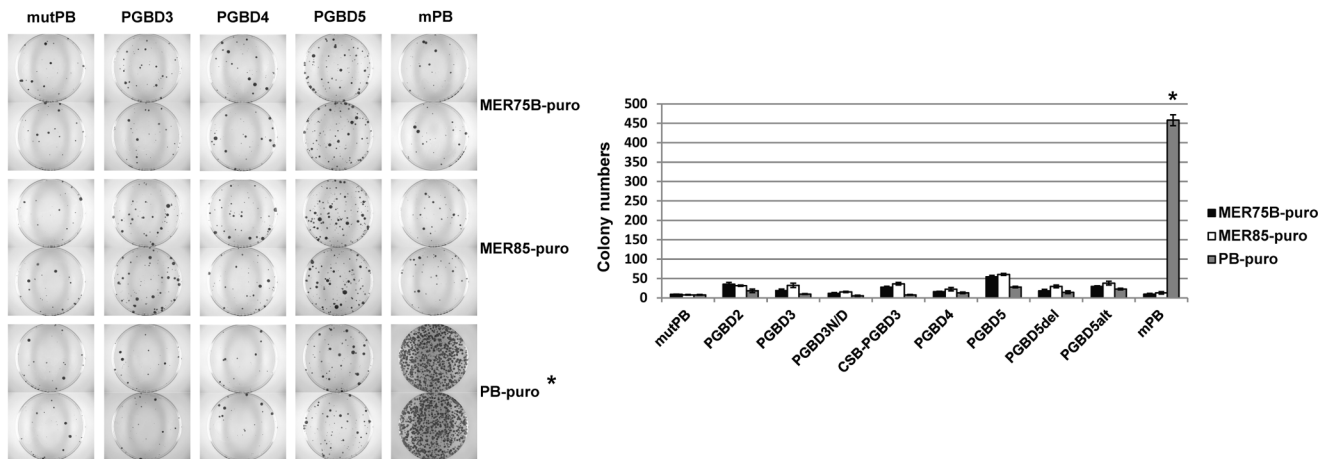 mutPB PGBD3 PGBD4 PGBD5 mPB
MER75B-puro
MER85-puro
PB-puro *
Colony numbers
500
450
400
350
300
250
200
150
100
50
0
*
mutPB
PGBD2
PGBD3
PGBD3N/D
CSB-PGBD3
PGBD4
PGBD5
PGBD5del
PGBD5alt
mPB
MER75B-puro
MER85-puro
PB-puro